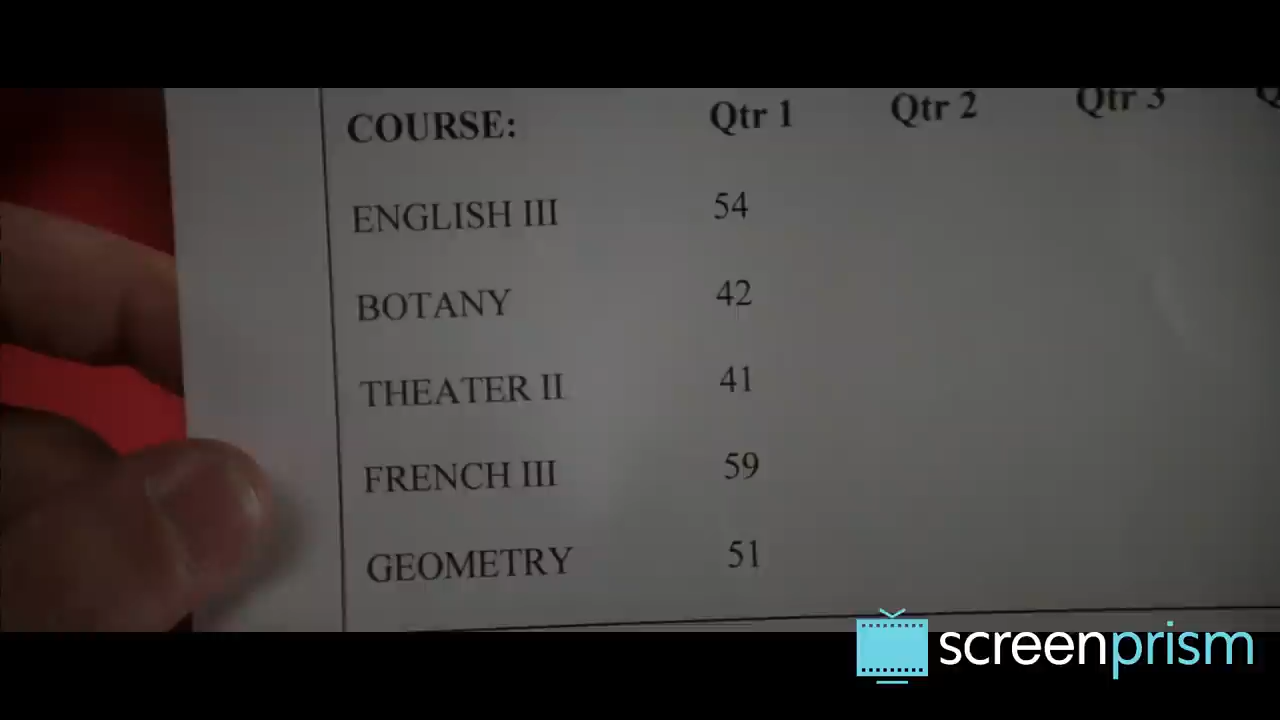 COURSE: Qtr 1 Qtr 2 Qtr 3
ENGLISH III 54
BOTANY 42
THEATER II 41
FRENCH III 59
GEOMETRY 51
screenprism